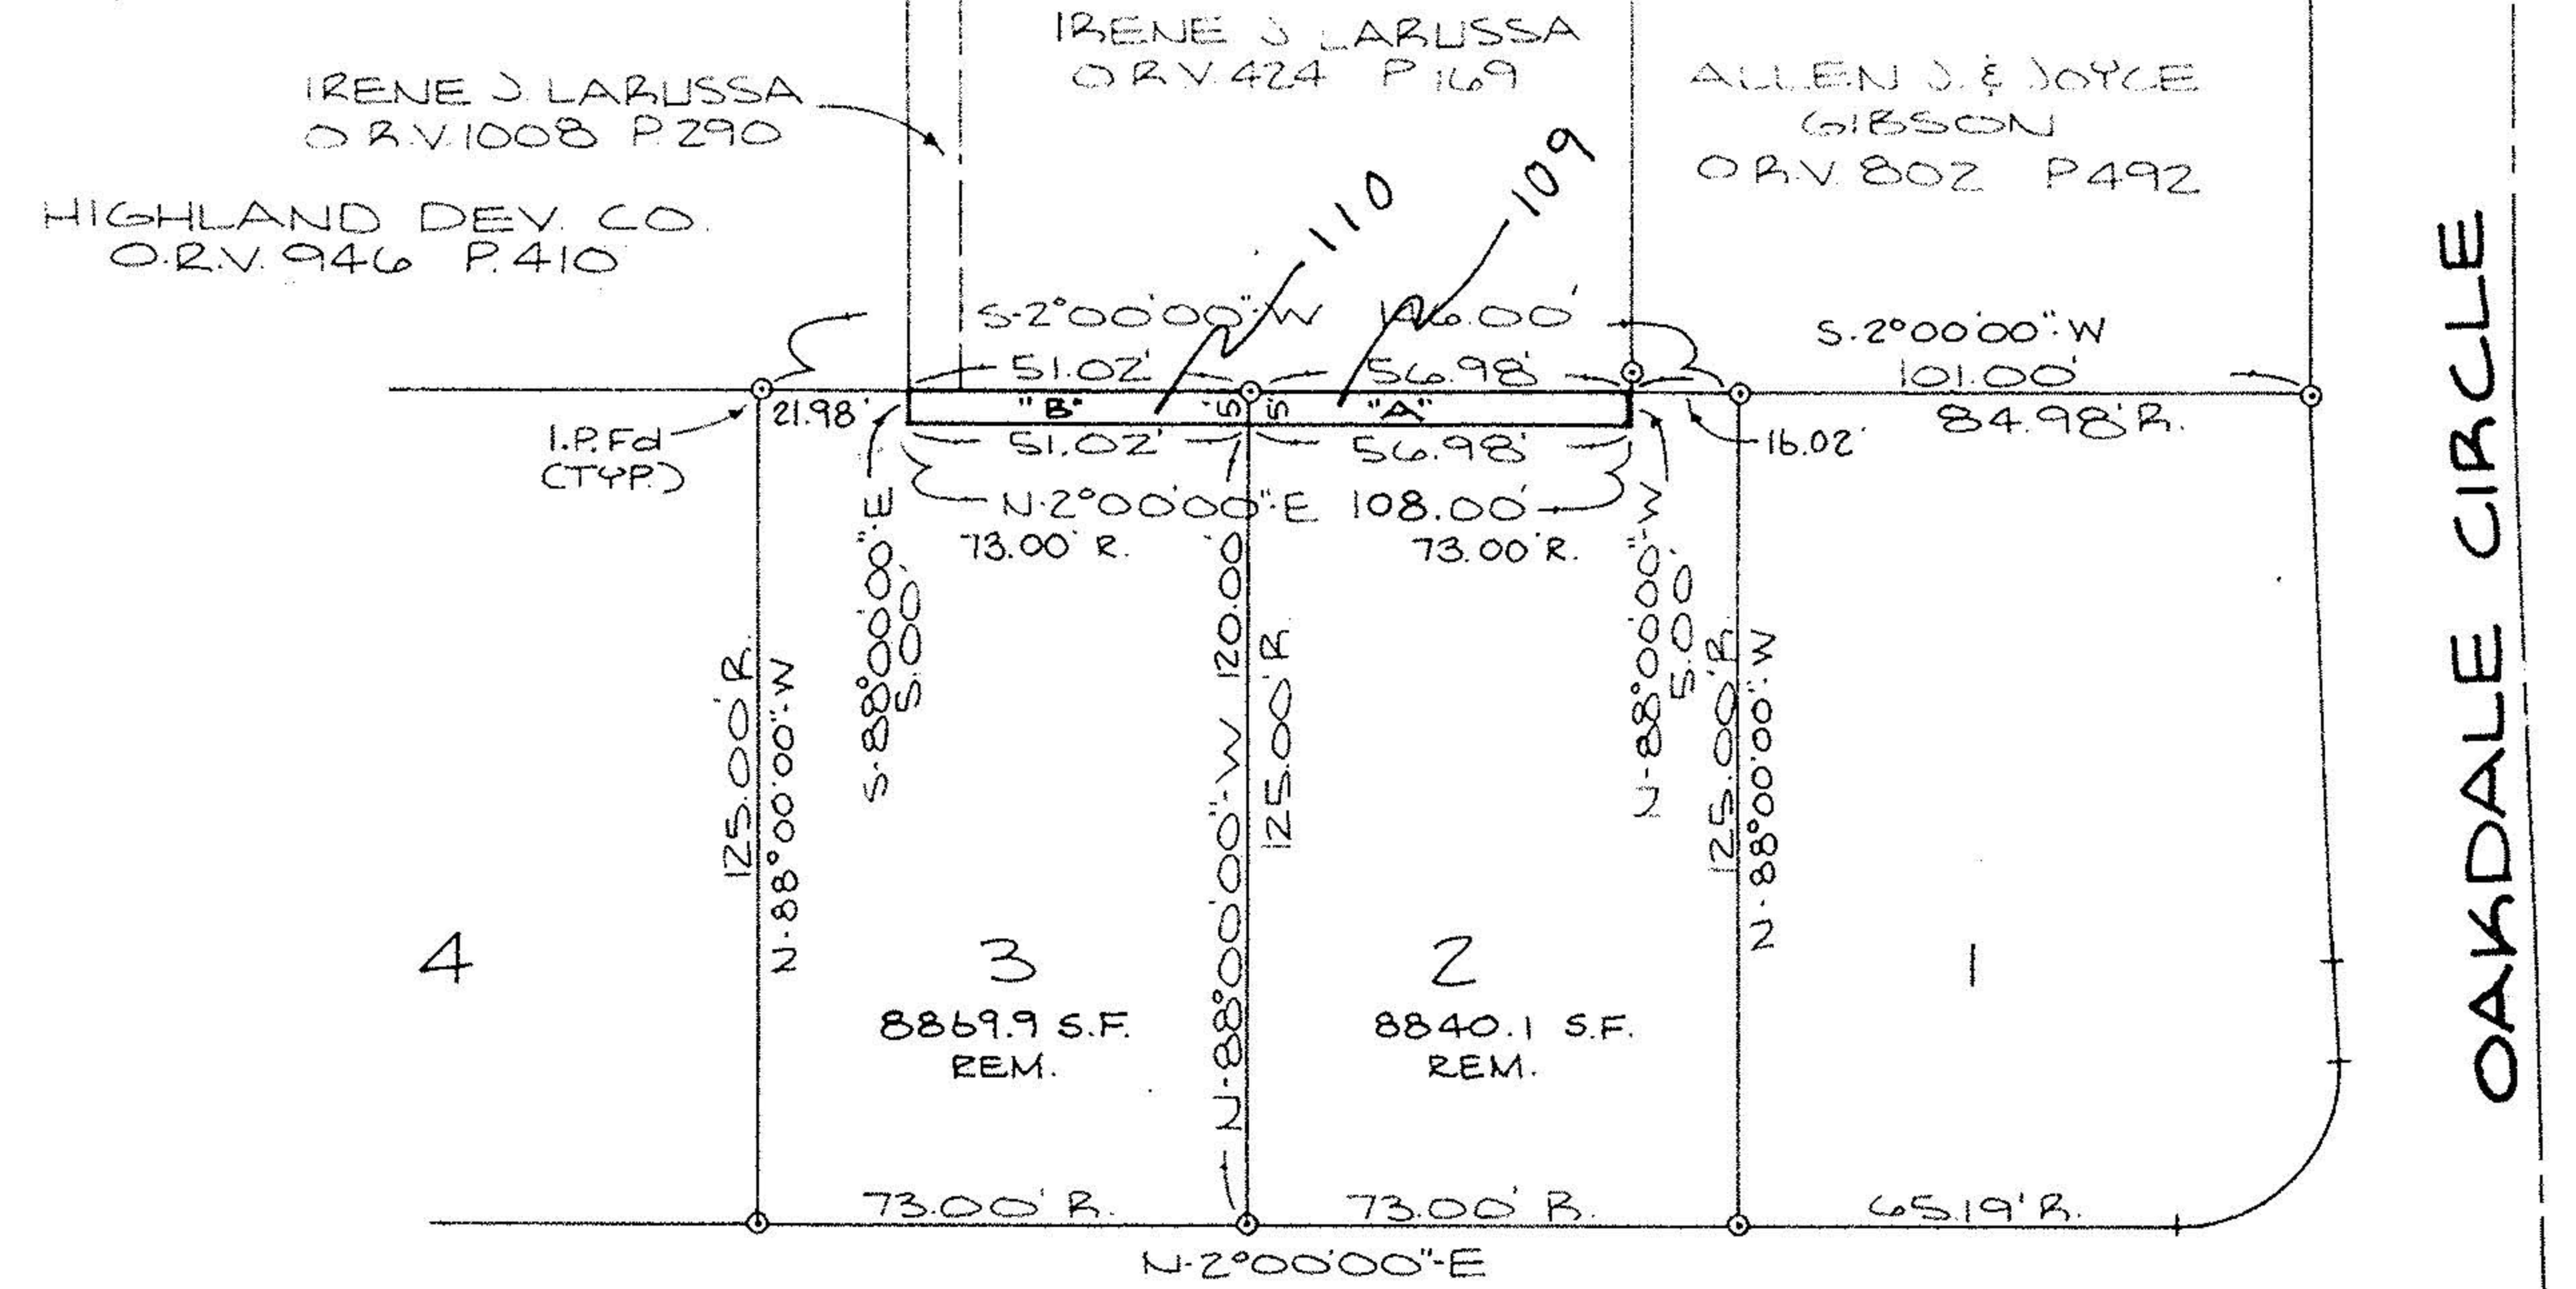 IRENE J LARUSSA
O R V. 424 P 169
IRENE J. LARUSSA
O R.V. 1008 P. 290
ALLEN J. & JOYCE
GIBSON
O R.V. 802 P 492
HIGHLAND DEV. CO.
O.R.V. 946 P. 410
110
109
S-2°00'00"-W 146.00'
S-2°00'00"-W
101.00'
51.02'
56.98'
84.98' R.
21.98'
"B"
5'
5'
"A"
16.02'
I.P. Fd
(TYP.)
51.02'
56.98'
N-2°00'00"-E 108.00'
73.00' R.
73.00' R.
S-88°00'00"-E
5.00'
N-88°00'00"-W
5.00'
125.00' R.
N-88°00'00"-W
N-88°00'00"-W 120.00'
125.00' R.
125.00' R.
N-88°00'00"-W
4
3
8869.9 S.F.
REM.
2
8840.1 S.F.
REM.
1
73.00' R.
73.00' R.
65.19' R.
N-2°00'00"-E
OAKDALE CIRCLE